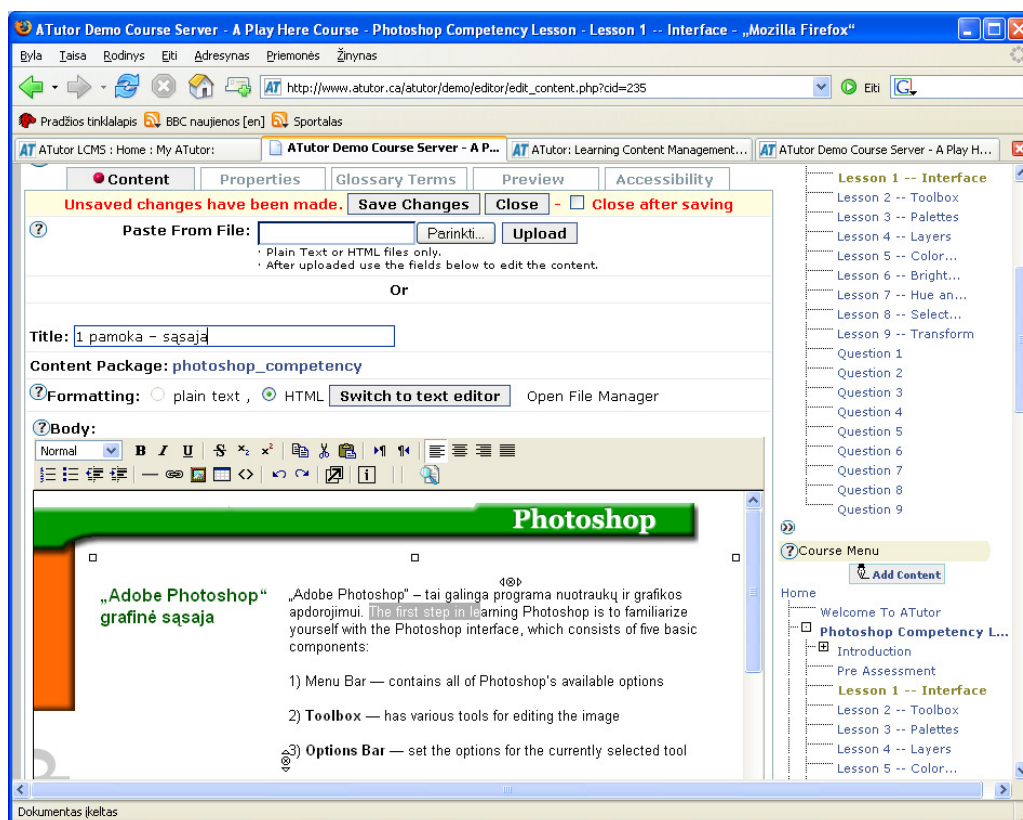 ATutor Demo Course Server - A Play Here Course - Photoshop Competency Lesson - Lesson 1 -- Interface - „Mozilla Firefox“
Byla Taisa Rodinys Eiti Adresynas Priemonės Žinynas
http://www.atutor.ca/atutor/demo/editor/edit_content.php?cid=235 Eiti G
Pradžios tinklalapis BBC naujienos [en] Sportalas
ATutor LCMS : Home : My ATutor: ATutor Demo Course Server - A P... ATutor: Learning Content Management... ATutor Demo Course Server - A Play H...
Content Properties Glossary Terms Preview Accessibility
Unsaved changes have been made. Save Changes Close - Close after saving
Paste From File: Parinkti... Upload
· Plain Text or HTML files only.
· After uploaded use the fields below to edit the content.
Or
Title: 1 pamoka – sąsaja
Content Package: photoshop_competency
Formatting: plain text , HTML Switch to text editor Open File Manager
Body:
Normal B I U S x₂ x²
Photoshop
„Adobe Photoshop“
grafinė sąsaja
„Adobe Photoshop“ – tai galinga programa nuotraukų ir grafikos
apdorojimui. The first step in learning Photoshop is to familiarize
yourself with the Photoshop interface, which consists of five basic
components:
1) Menu Bar — contains all of Photoshop's available options
2) Toolbox — has various tools for editing the image
3) Options Bar — set the options for the currently selected tool
Lesson 1 -- Interface
Lesson 2 -- Toolbox
Lesson 3 -- Palettes
Lesson 4 -- Layers
Lesson 5 -- Color...
Lesson 6 -- Bright...
Lesson 7 -- Hue an...
Lesson 8 -- Select...
Lesson 9 -- Transform
Question 1
Question 2
Question 3
Question 4
Question 5
Question 6
Question 7
Question 8
Question 9
Course Menu
Add Content
Home
Welcome To ATutor
Photoshop Competency L...
Introduction
Pre Assessment
Lesson 1 -- Interface
Lesson 2 -- Toolbox
Lesson 3 -- Palettes
Lesson 4 -- Layers
Lesson 5 -- Color...
Dokumentas įkeltas